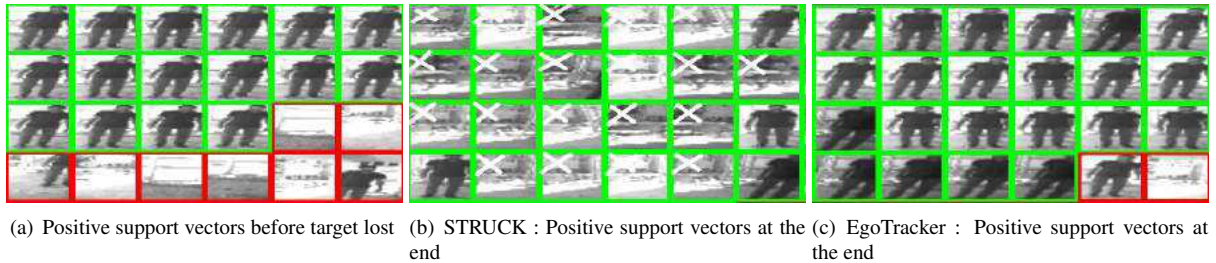 (a) Positive support vectors before target lost
(b) STRUCK : Positive support vectors at the
end
(c) EgoTracker : Positive support vectors at
the end